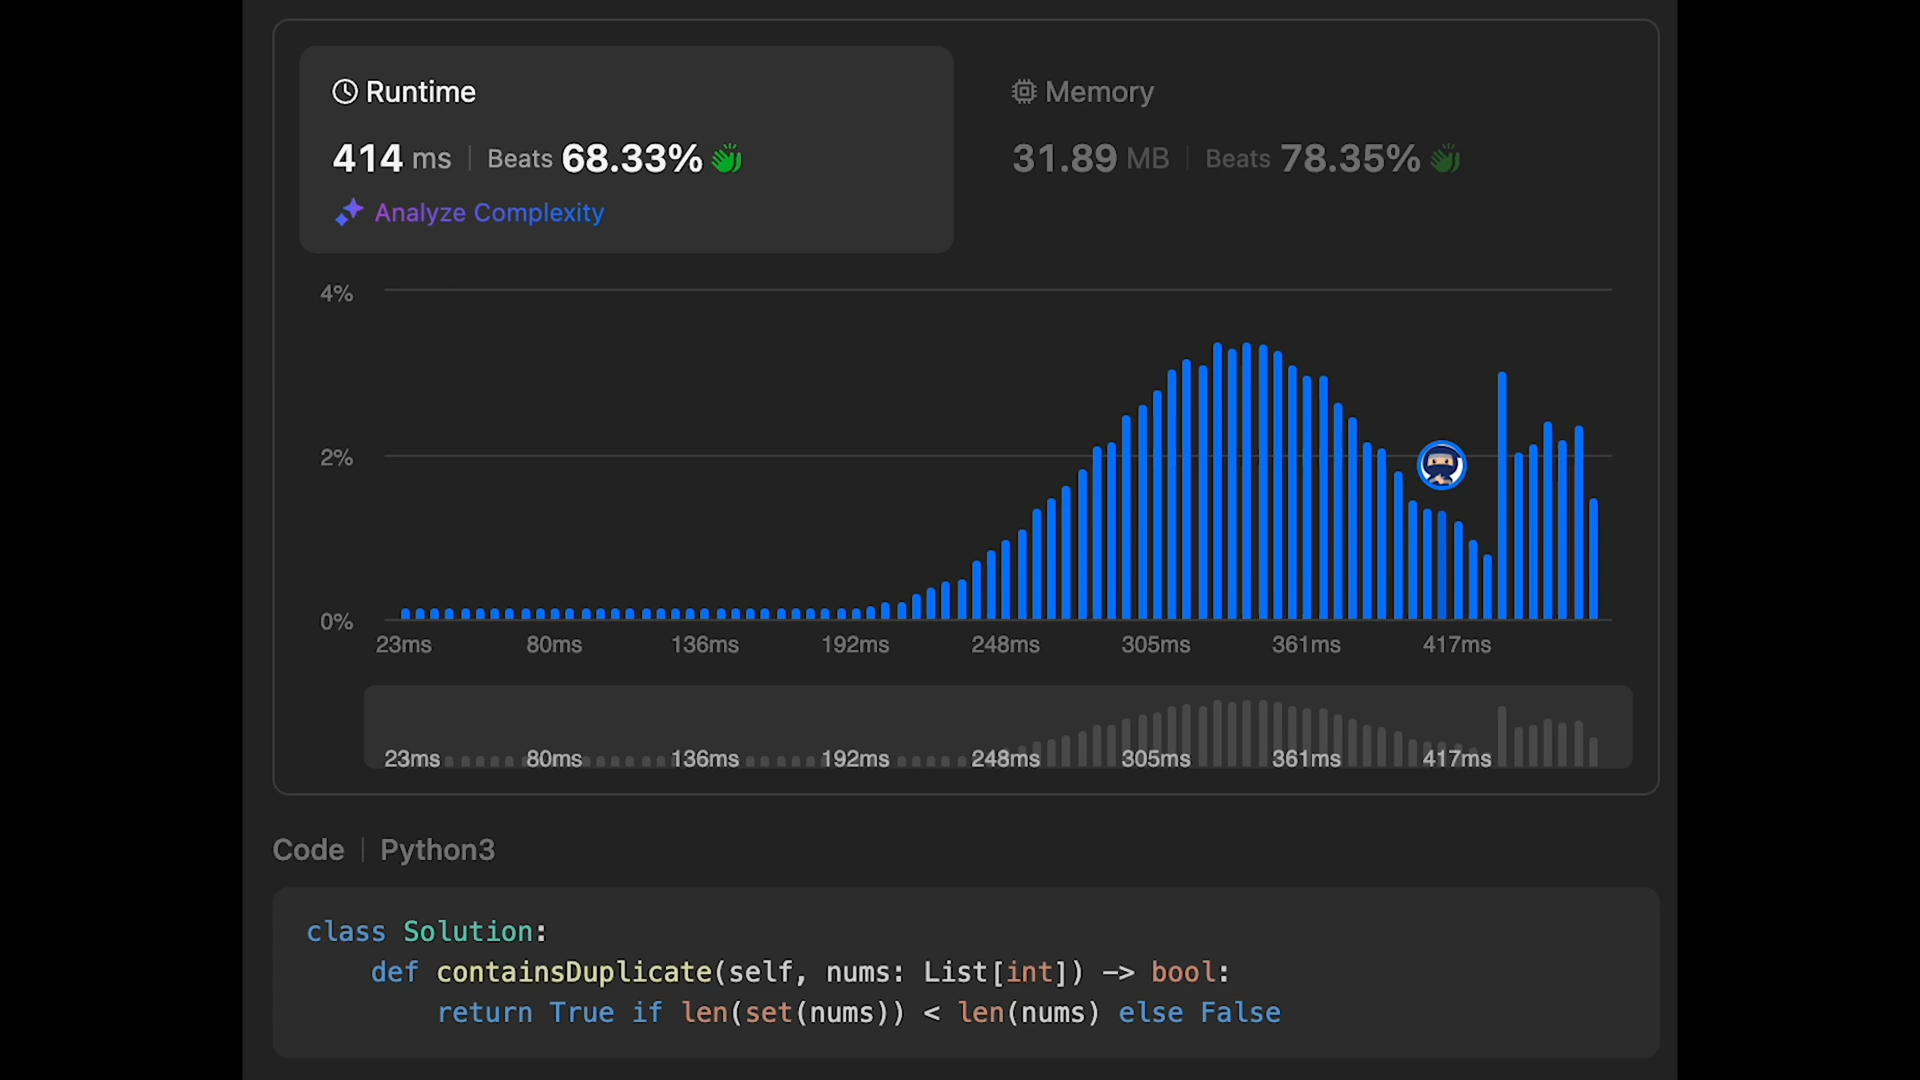 Runtime
Memory
414 ms | Beats 68.33%
31.89 MB | Beats 78.35%
Analyze Complexity
4%
2%
0%
23ms 80ms 136ms 192ms 248ms 305ms 361ms 417ms
23ms 80ms 136ms 192ms 248ms 305ms 361ms 417ms
Code | Python3
class Solution:
    def containsDuplicate(self, nums: List[int]) -> bool:
        return True if len(set(nums)) < len(nums) else False